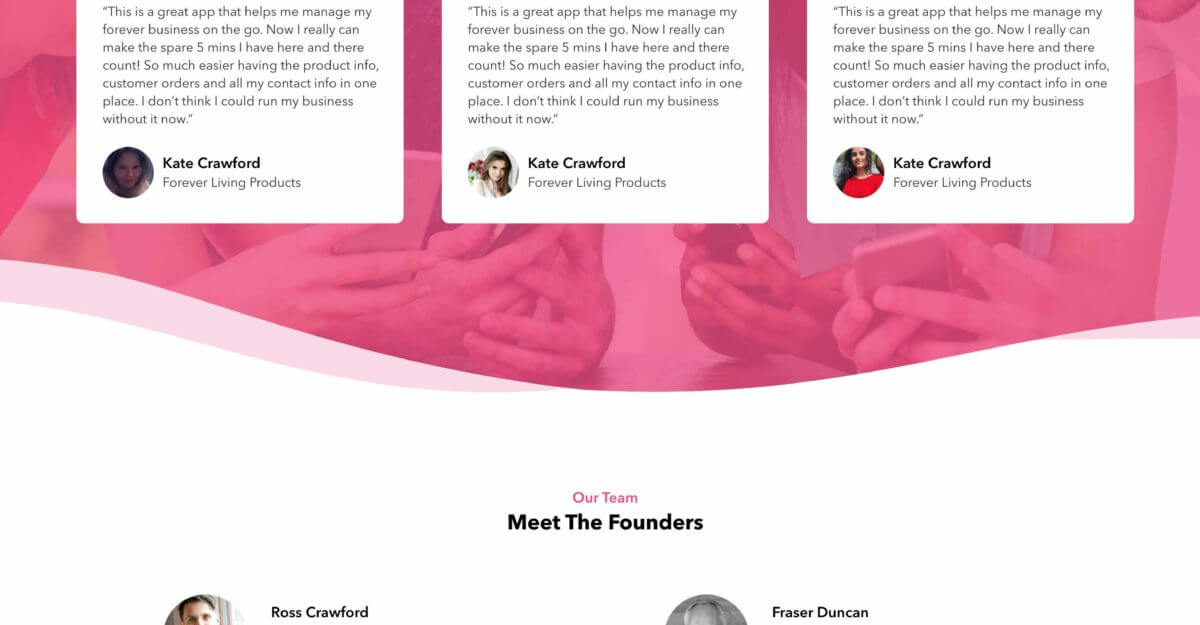 “This is a great app that helps me manage my
forever business on the go. Now I really can
make the spare 5 mins I have here and there
count! So much easier having the product info,
customer orders and all my contact info in one
place. I don’t think I could run my business
without it now.”
Kate Crawford
Forever Living Products
“This is a great app that helps me manage my
forever business on the go. Now I really can
make the spare 5 mins I have here and there
count! So much easier having the product info,
customer orders and all my contact info in one
place. I don’t think I could run my business
without it now.”
Kate Crawford
Forever Living Products
“This is a great app that helps me manage my
forever business on the go. Now I really can
make the spare 5 mins I have here and there
count! So much easier having the product info,
customer orders and all my contact info in one
place. I don’t think I could run my business
without it now.”
Kate Crawford
Forever Living Products
Our Team
Meet The Founders
Ross Crawford
Fraser Duncan